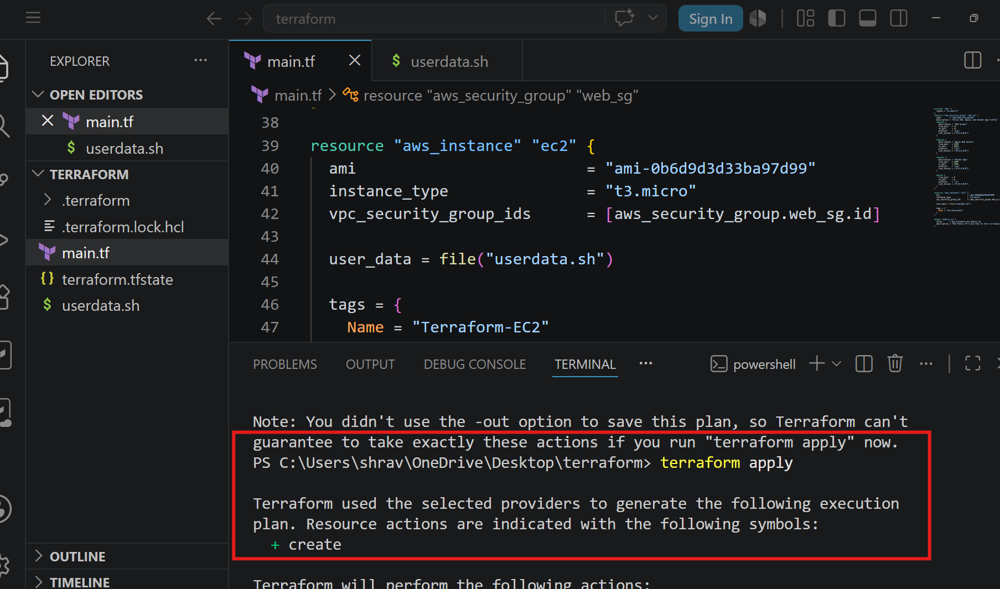 terraform
Sign In
EXPLORER
OPEN EDITORS
main.tf
userdata.sh
TERRAFORM
.terraform
.terraform.lock.hcl
main.tf
terraform.tfstate
userdata.sh
OUTLINE
TIMELINE
main.tf
userdata.sh
main.tf > resource "aws_security_group" "web_sg"
38
39 resource "aws_instance" "ec2" {
40 ami = "ami-0b6d9d3d33ba97d99"
41 instance_type = "t3.micro"
42 vpc_security_group_ids = [aws_security_group.web_sg.id]
43
44 user_data = file("userdata.sh")
45
46 tags = {
47 Name = "Terraform-EC2"
PROBLEMS OUTPUT DEBUG CONSOLE TERMINAL
powershell
Note: You didn't use the -out option to save this plan, so Terraform can't
guarantee to take exactly these actions if you run "terraform apply" now.
PS C:\Users\shrav\OneDrive\Desktop\terraform> terraform apply
Terraform used the selected providers to generate the following execution
plan. Resource actions are indicated with the following symbols:
+ create
Terraform will perform the following actions: